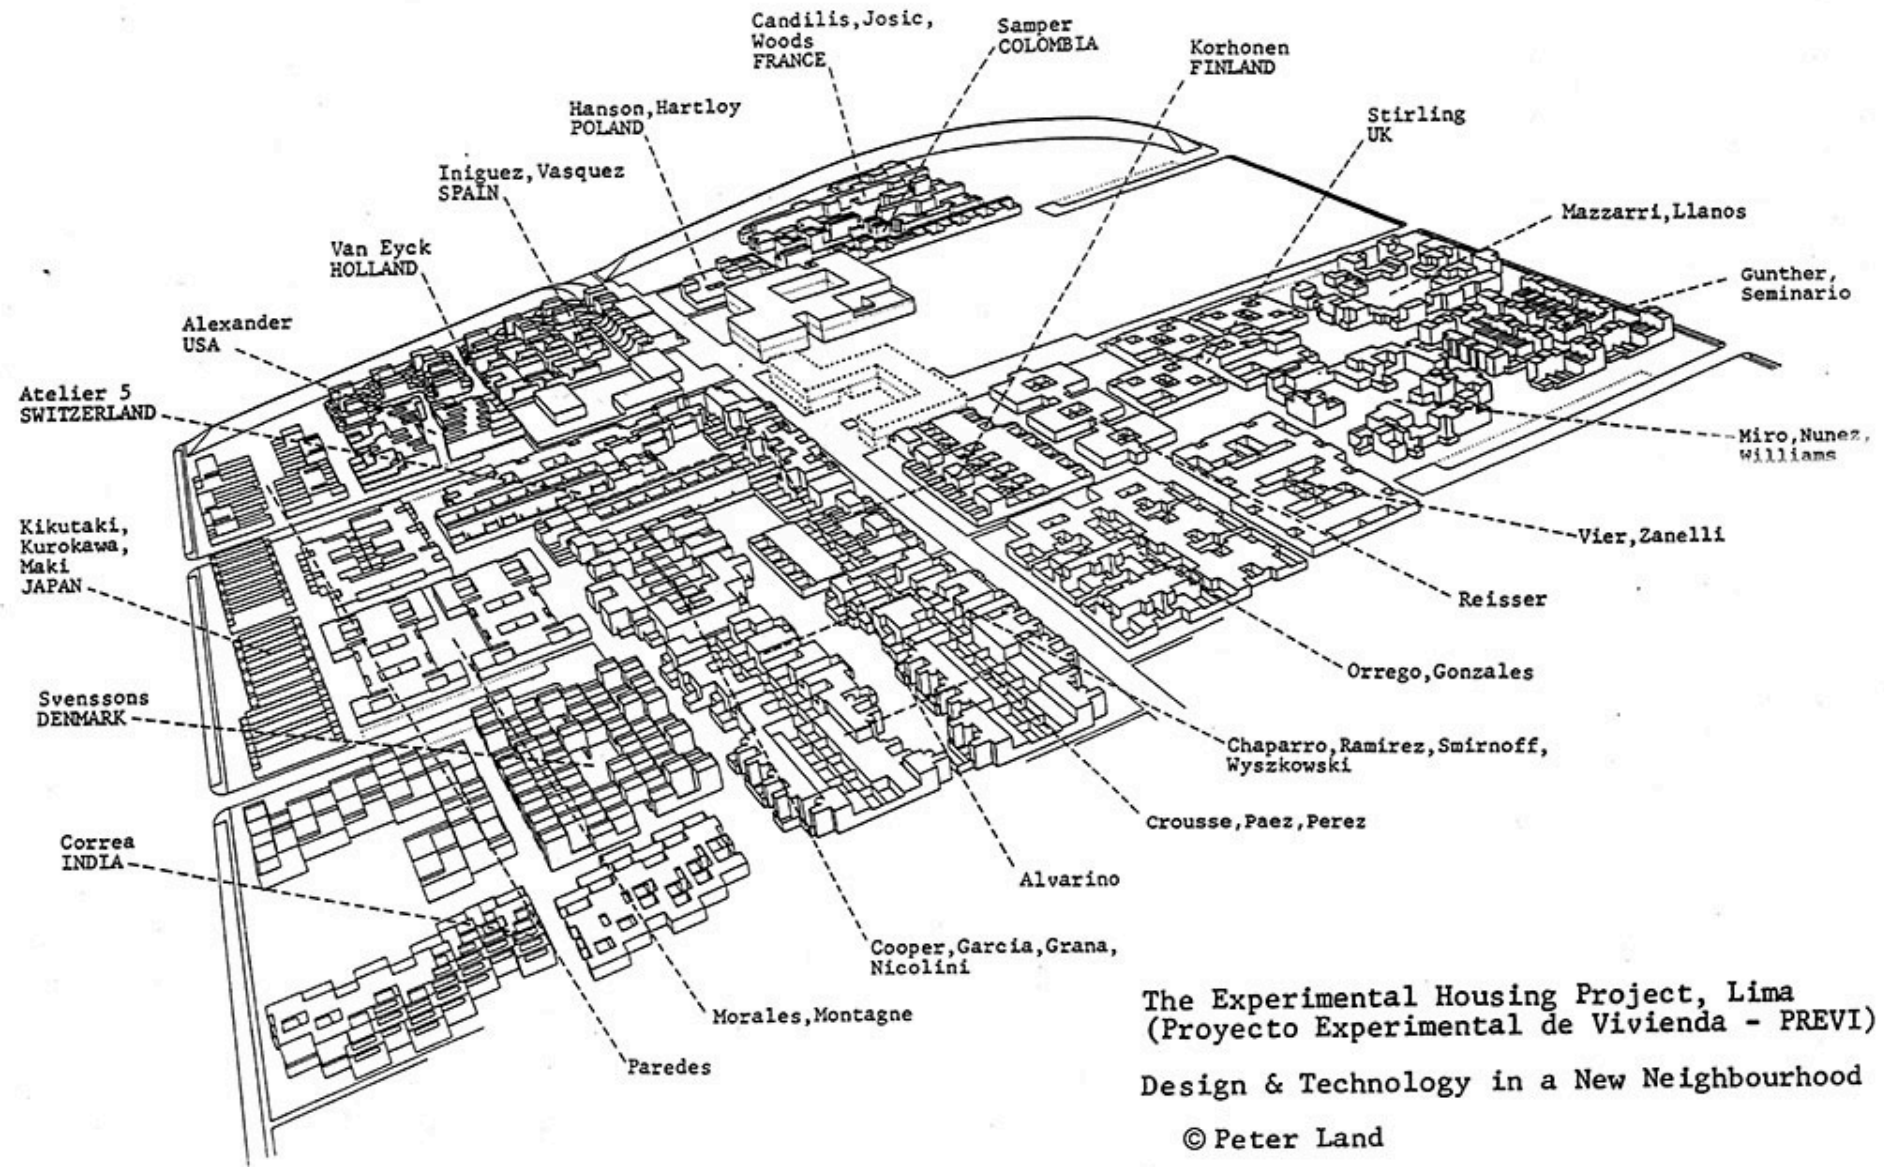 Candilis,Josic,
Woods
FRANCE
Samper
COLOMBIA
Korhonen
FINLAND
Hanson,Hartloy
POLAND
Stirling
UK
Iniguez,Vasquez
SPAIN
Mazzarri,Llanos
Van Eyck
HOLLAND
Gunther,
Seminario
Alexander
USA
Atelier 5
SWITZERLAND
Miro,Nunez,
Williams
Kikutaki,
Kurokawa,
Maki
JAPAN
Vier,Zanelli
Reisser
Orrego,Gonzales
Svenssons
DENMARK
Chaparro,Ramirez,Smirnoff,
Wyszkowski
Crousse,Paez,Perez
Correa
INDIA
Alvarino
Cooper,Garcia,Grana,
Nicolini
Morales,Montagne
Paredes
The Experimental Housing Project, Lima
(Proyecto Experimental de Vivienda - PREVI)
Design & Technology in a New Neighbourhood
© Peter Land